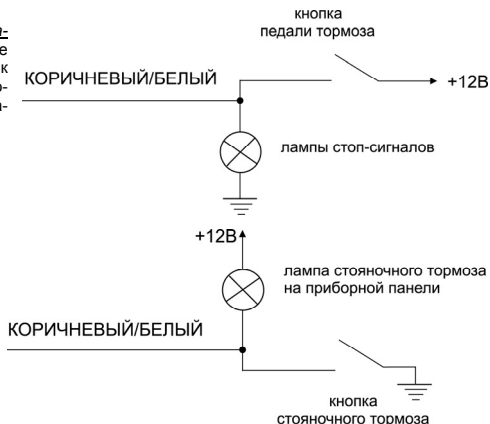 кнопка
педали тормоза
КОРИЧНЕВЫЙ/БЕЛЫЙ
+12В
лампы стоп-сигналов
+12В
лампа стояночного тормоза
на приборной панели
КОРИЧНЕВЫЙ/БЕЛЫЙ
кнопка
стояночного тормоза